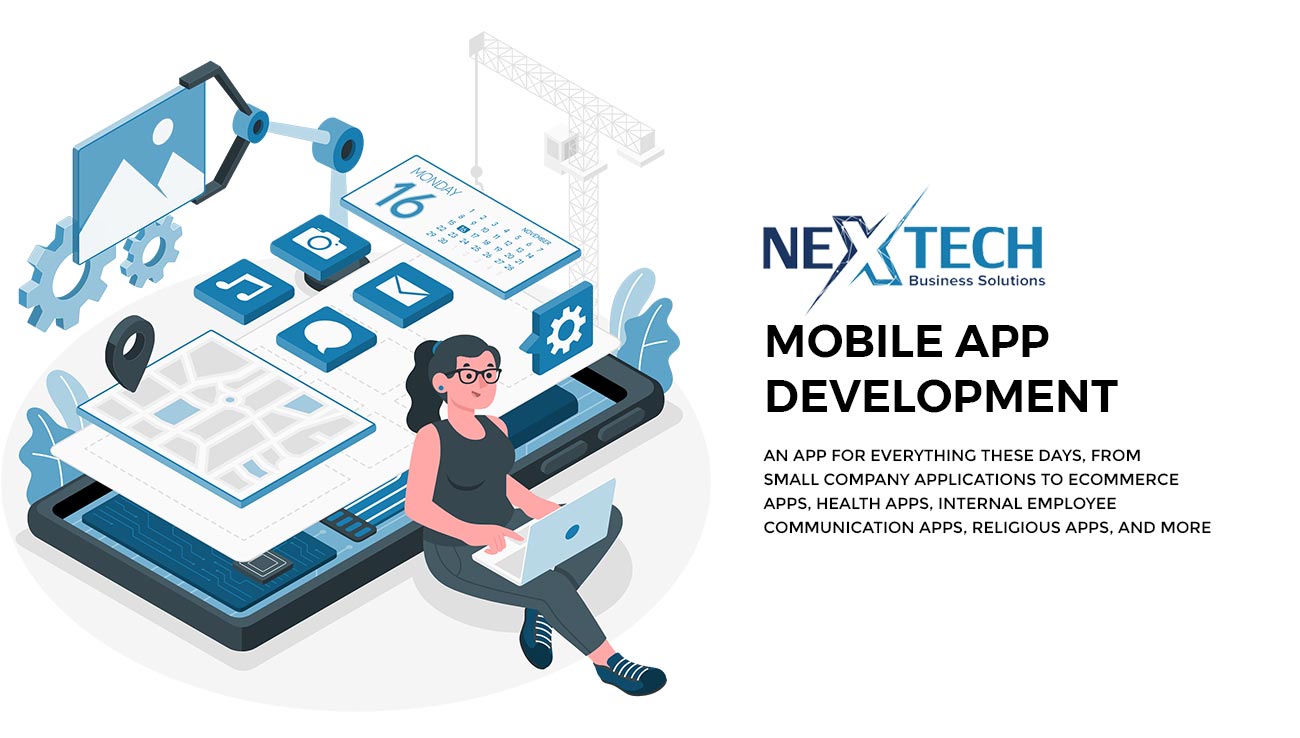 MONDAY
16
NOVEMBER
NEXTECH
Business Solutions
MOBILE APP
DEVELOPMENT
AN APP FOR EVERYTHING THESE DAYS, FROM
SMALL COMPANY APPLICATIONS TO ECOMMERCE
APPS, HEALTH APPS, INTERNAL EMPLOYEE
COMMUNICATION APPS, RELIGIOUS APPS, AND MORE